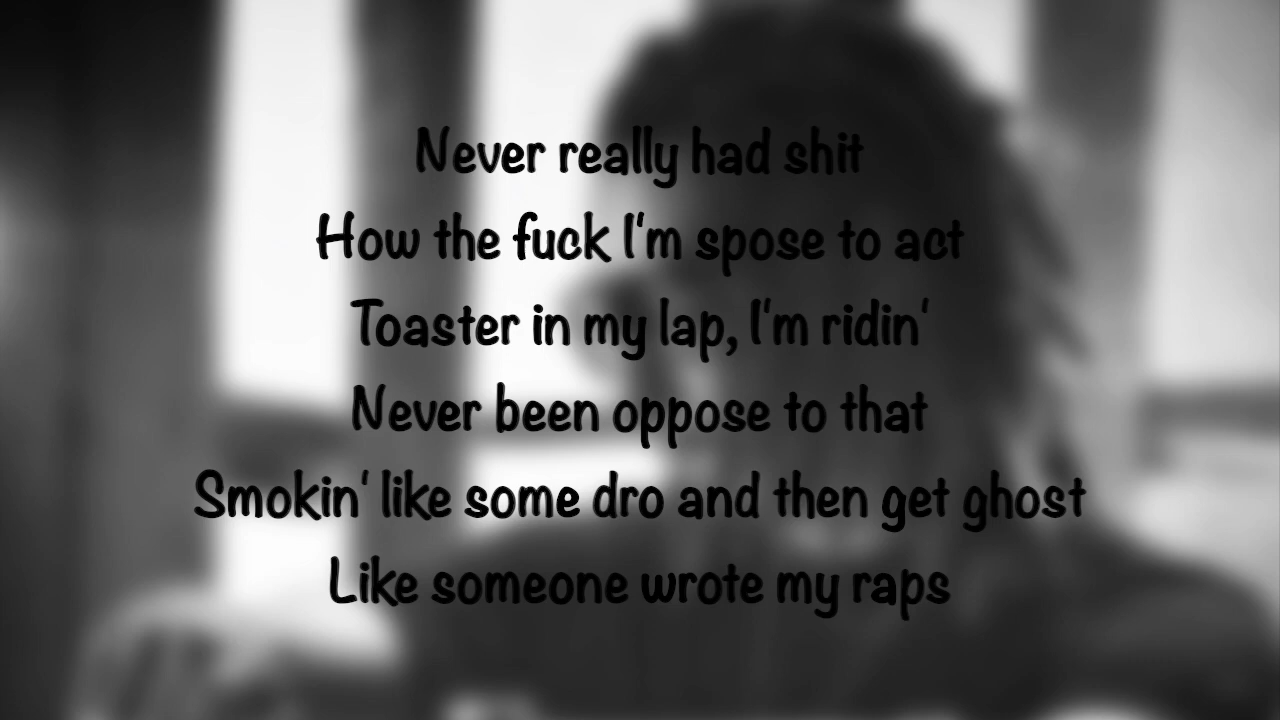 Never really had shit
How the fuck I'm spose to act
Toaster in my lap, I'm ridin'
Never been oppose to that
Smokin' like some dro and then get ghost
Like someone wrote my raps